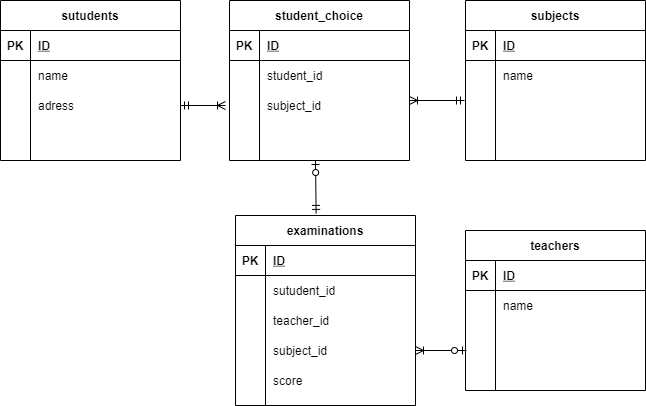 sutudents
PK ID
name
adress
student_choice
PK ID
student_id
subject_id
subjects
PK ID
name
examinations
PK ID
sutudent_id
teacher_id
subject_id
score
teachers
PK ID
name